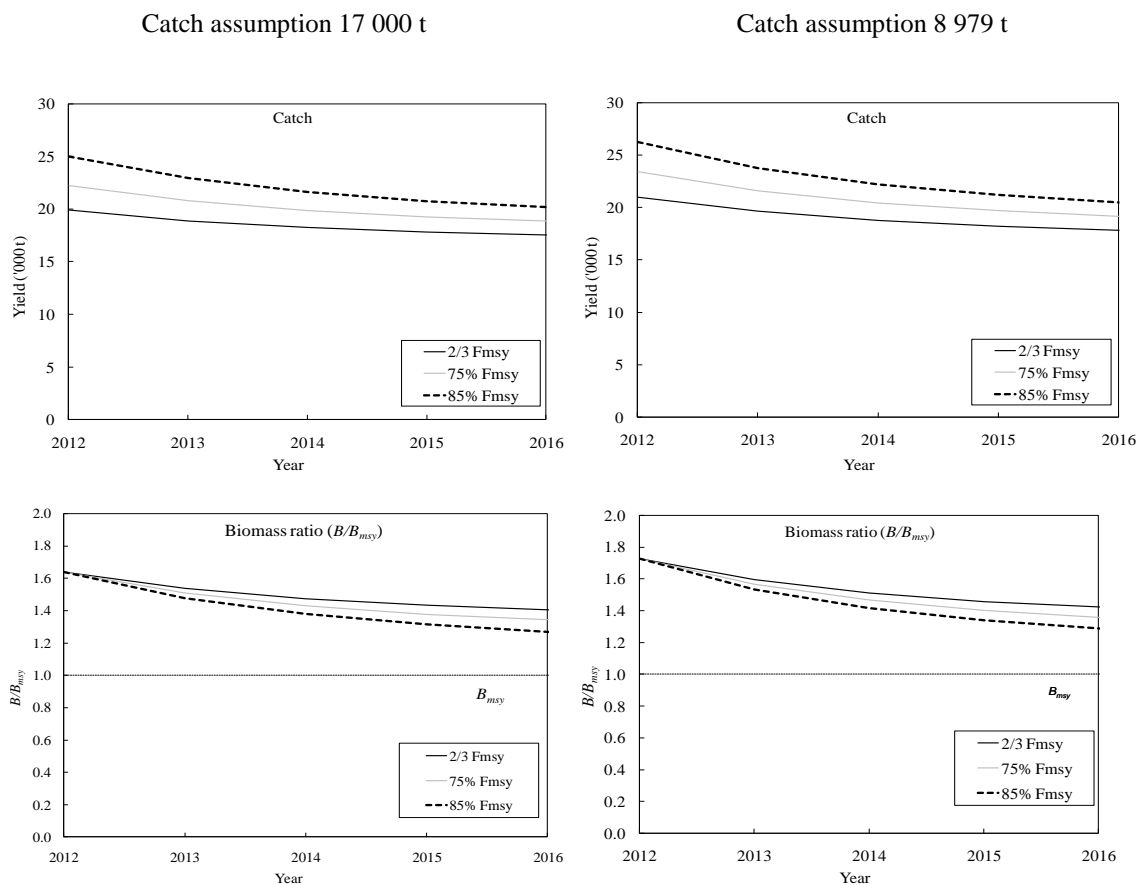 Catch assumption 17 000 t
Catch assumption 8 979 t
Catch
Yield ('000 t)
30
25
20
15
10
5
0
2/3 Fmsy
75% Fmsy
85% Fmsy
2012 2013 2014 2015 2016
Year
Catch
Yield ('000 t)
30
25
20
15
10
5
0
2/3 Fmsy
75% Fmsy
85% Fmsy
2012 2013 2014 2015 2016
Year
Biomass ratio (B/Bmsy)
B/Bmsy
2.0
1.8
1.6
1.4
1.2
1.0
0.8
0.6
0.4
0.2
0.0
Bmsy
2/3 Fmsy
75% Fmsy
85% Fmsy
2012 2013 2014 2015 2016
Year
Biomass ratio (B/Bmsy)
B/Bmsy
2.0
1.8
1.6
1.4
1.2
1.0
0.8
0.6
0.4
0.2
0.0
Bmsy
2/3 Fmsy
75% Fmsy
85% Fmsy
2012 2013 2014 2015 2016
Year